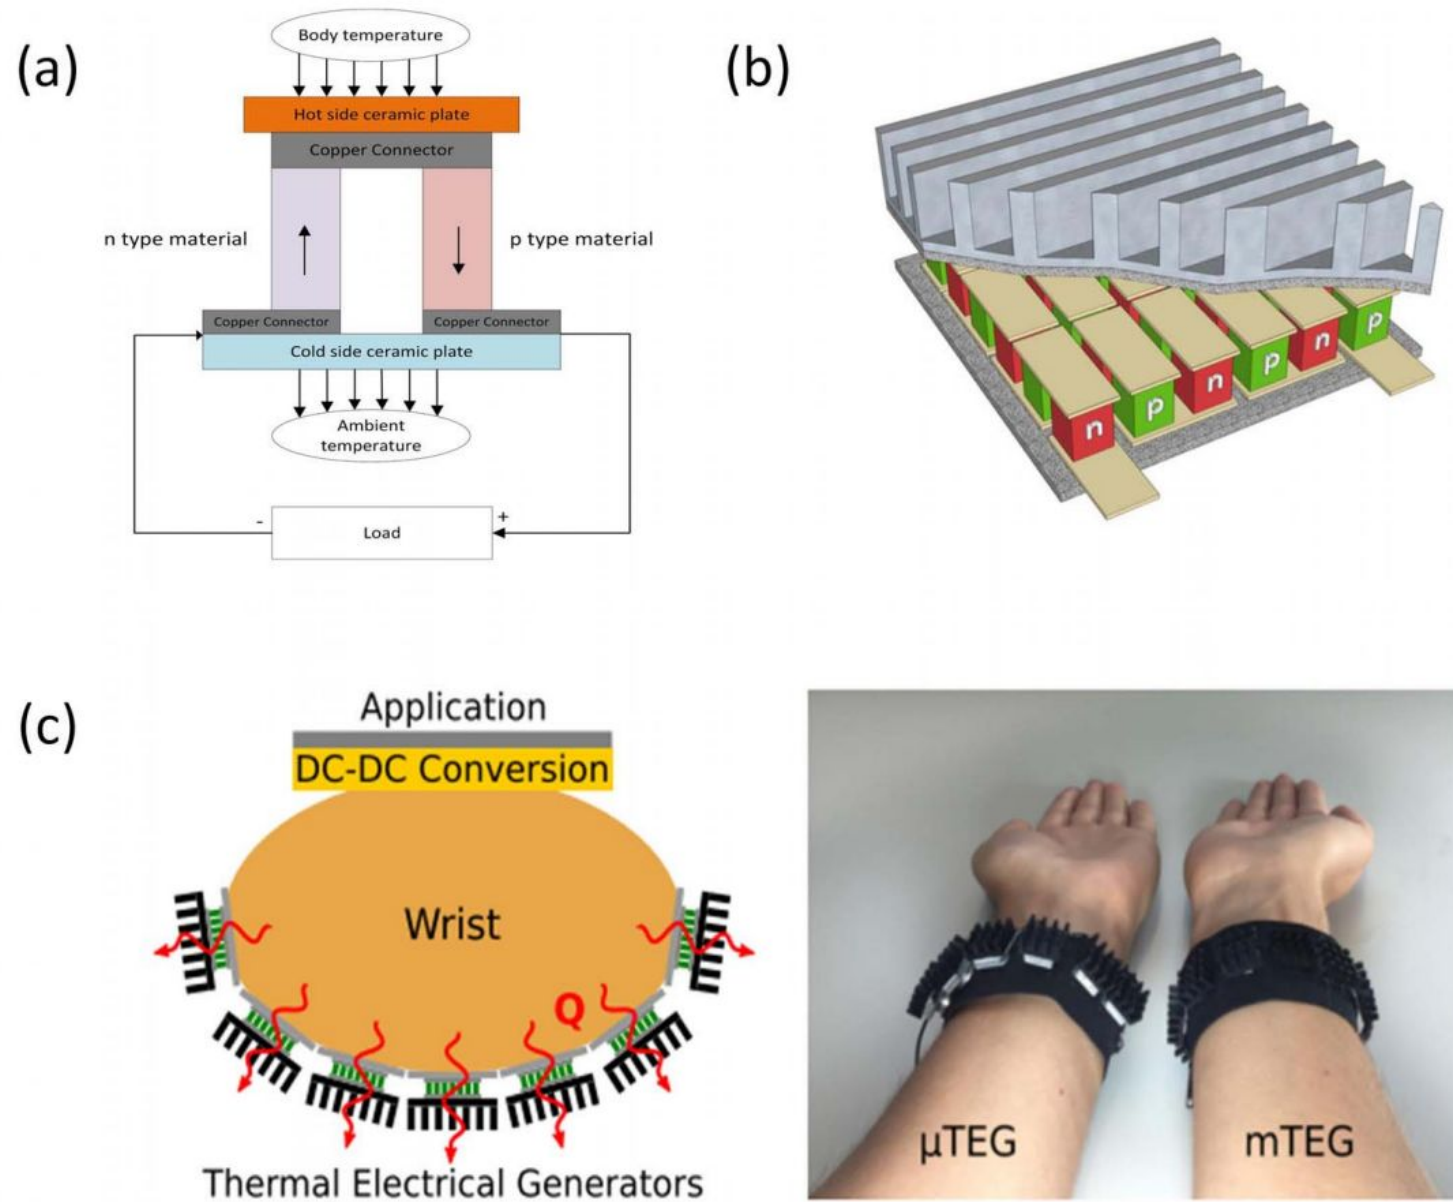 (a)
Body temperature
Hot side ceramic plate
Copper Connector
n type material
p type material
Copper Connector
Copper Connector
Cold side ceramic plate
Ambient
temperature
-
+
Load
(b)
n
p
n
p
n
p
(c)
Application
DC-DC Conversion
Wrist
Q
Thermal Electrical Generators
µTEG
mTEG